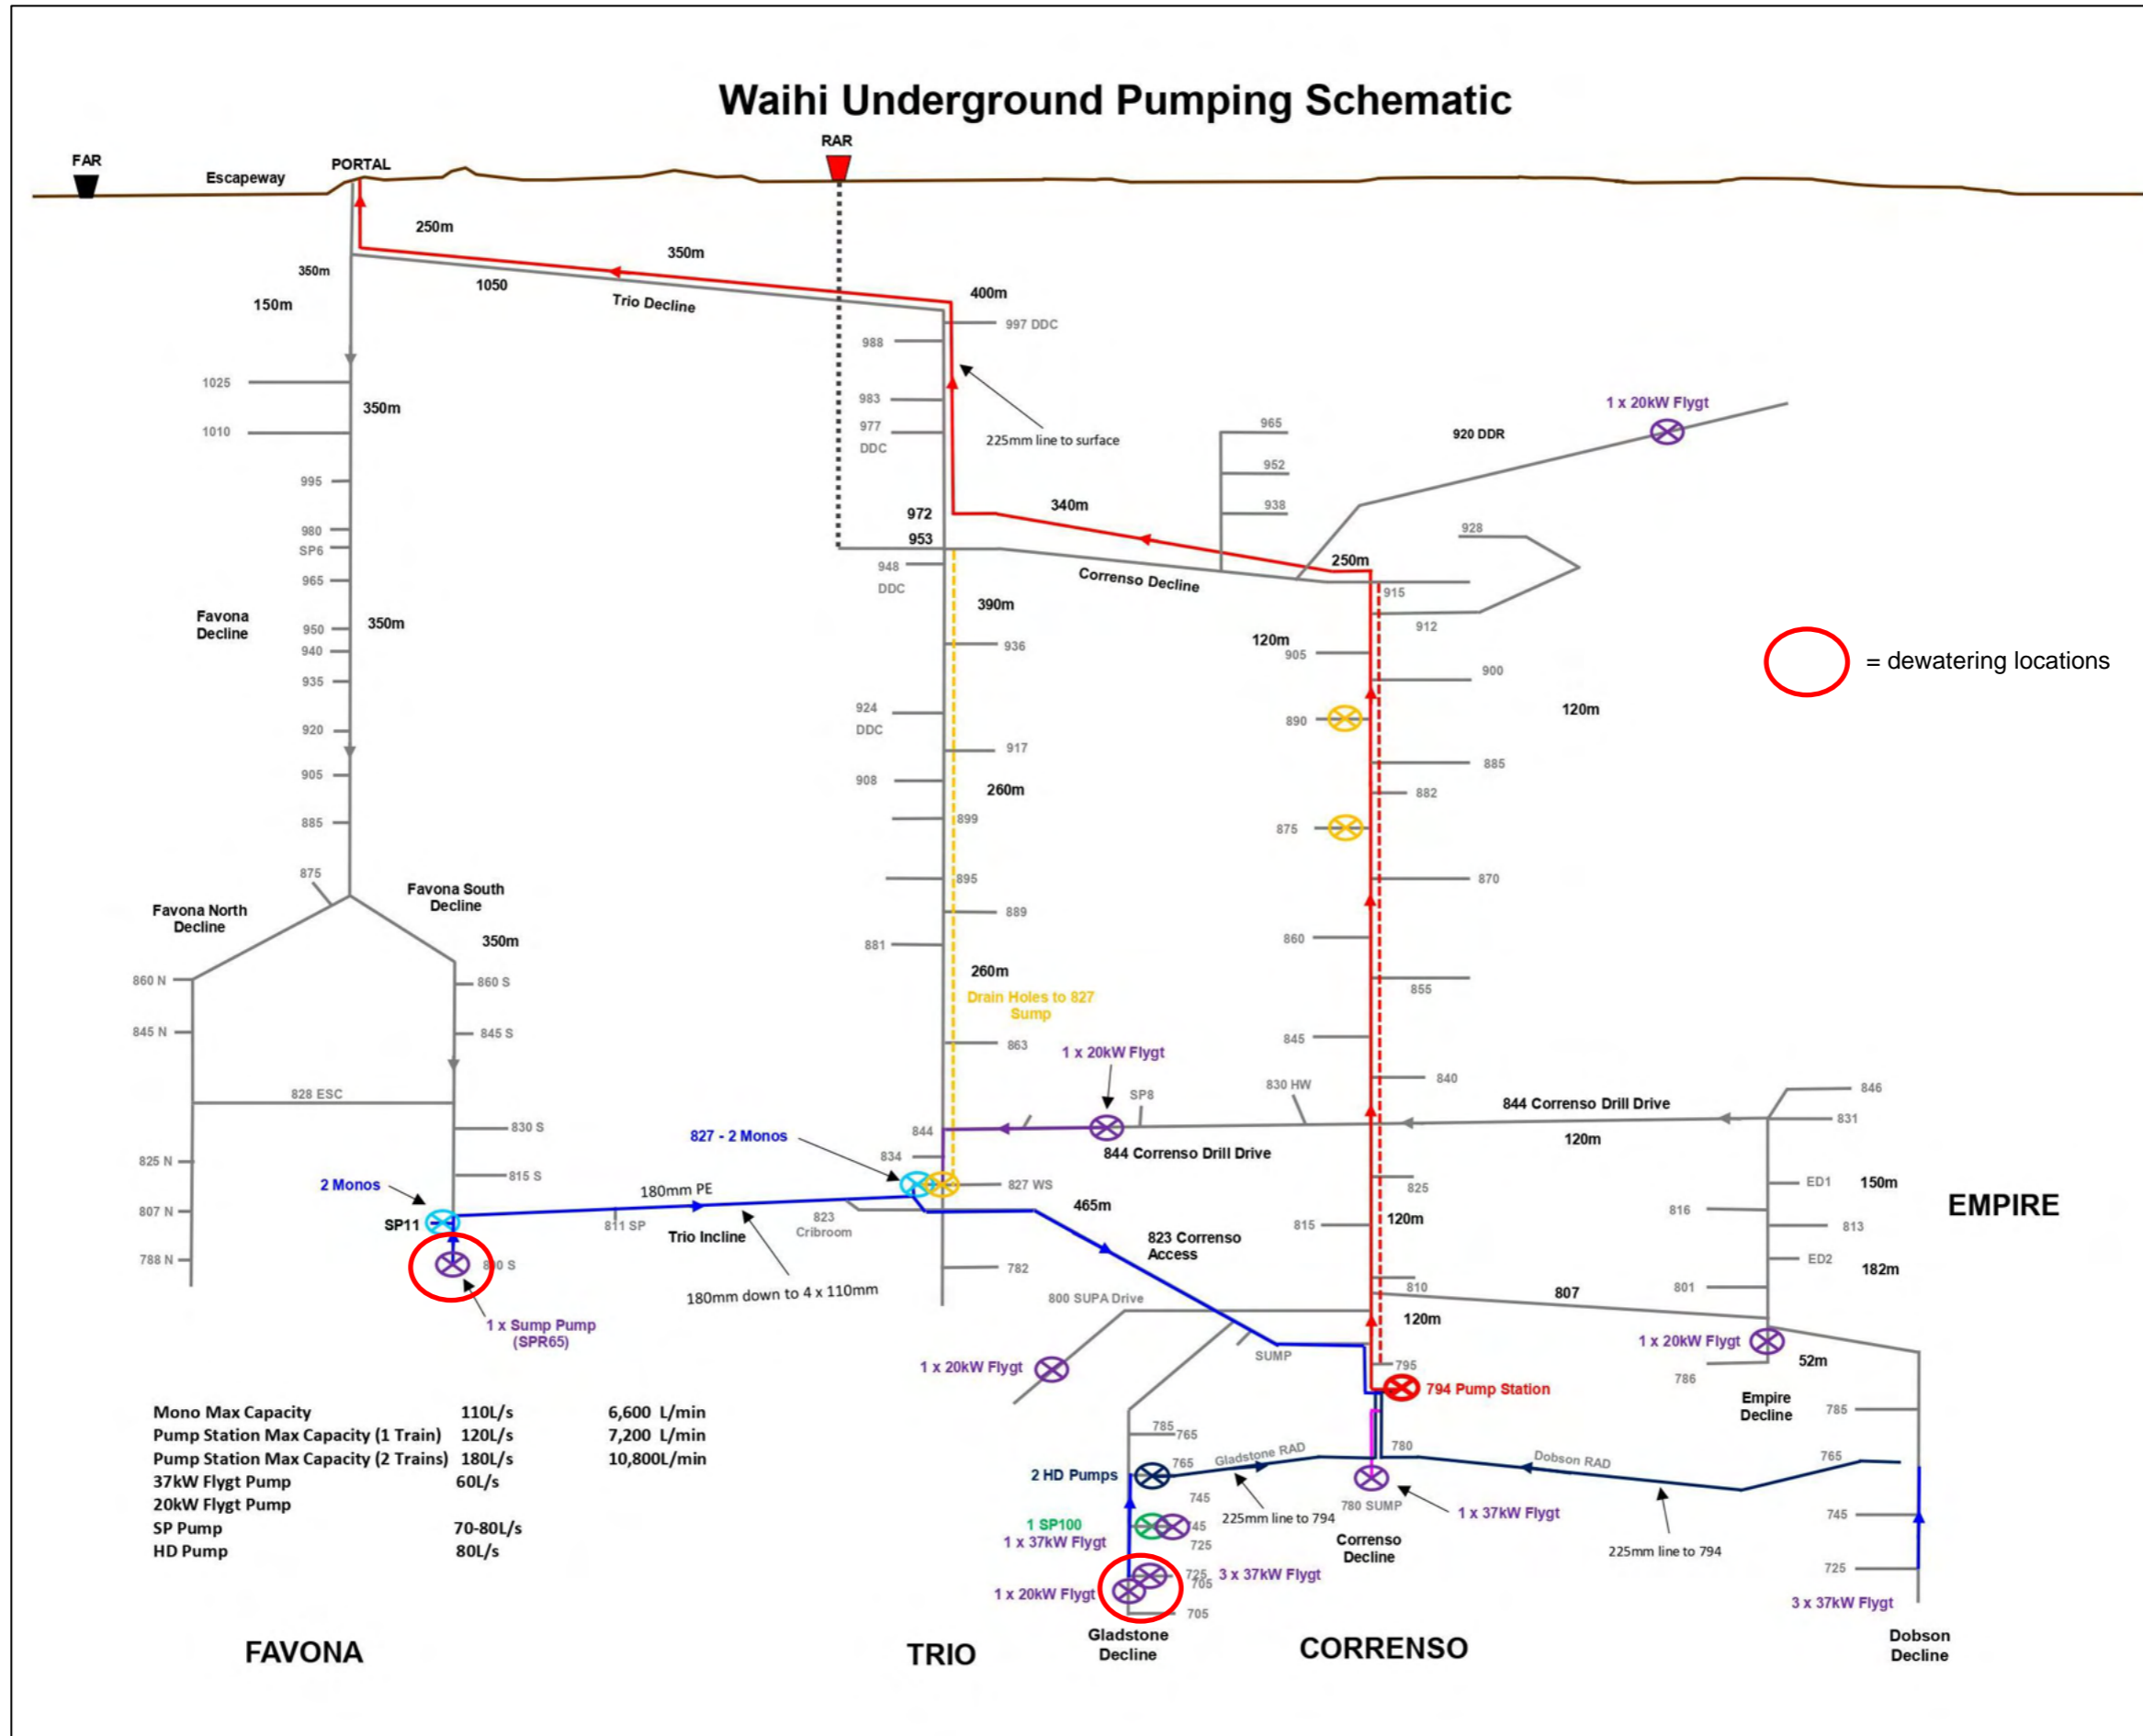 Waihi Underground Pumping Schematic
FAR
Escapeway
PORTAL
RAR
250m
350m
350m
150m
1050
Trio Decline
400m
997 DDC
988
983
977
DDC
225mm line to surface
1025
350m
1010
995
980
SP6
965
Favona
Decline
950
350m
940
935
920
905
885
875
Favona North
Decline
Favona South
Decline
350m
860 N
860 S
845 N
845 S
828 ESC
830 S
825 N
815 S
2 Monos
807 N
SP11
788 N
1 x Sump Pump
(SPR65)
180mm PE
811 SP
Trio Incline
823
Cribroom
180mm down to 4 x 110mm
972
953
948
DDC
340m
Correnso Decline
390m
936
924
DDC
917
908
260m
899
895
889
881
260m
Drain Holes to 827
Sump
863
1 x 20kW Flygt
844
SP8
830 HW
827 - 2 Monos
834
844 Correnso Drill Drive
827 WS
465m
823 Correnso
Access
782
800 SUPA Drive
1 x 20kW Flygt
SUMP
965
952
938
920 DDR
1 x 20kW Flygt
928
250m
915
912
120m
905
900
120m
890
885
882
875
870
860
855
845
840
844 Correnso Drill Drive
120m
846
831
825
815
120m
810
807
120m
795
794 Pump Station
ED1
150m
816
813
ED2
182m
801
1 x 20kW Flygt
786
52m
Empire
Decline
EMPIRE
785
765
745
725
3 x 37kW Flygt
Dobson
Decline
Dobson RAD
225mm line to 794
780
780 SUMP
1 x 37kW Flygt
Correnso
Decline
785
765
2 HD Pumps
765
Gladstone RAD
745
225mm line to 794
1 SP100
1 x 37kW Flygt
725
725
705
3 x 37kW Flygt
1 x 20kW Flygt
705
Gladstone
Decline
= dewatering locations
Mono Max Capacity 110L/s 6,600 L/min
Pump Station Max Capacity (1 Train) 120L/s 7,200 L/min
Pump Station Max Capacity (2 Trains) 180L/s 10,800L/min
37kW Flygt Pump 60L/s
20kW Flygt Pump
SP Pump 70-80L/s
HD Pump 80L/s
FAVONA
TRIO
CORRENSO